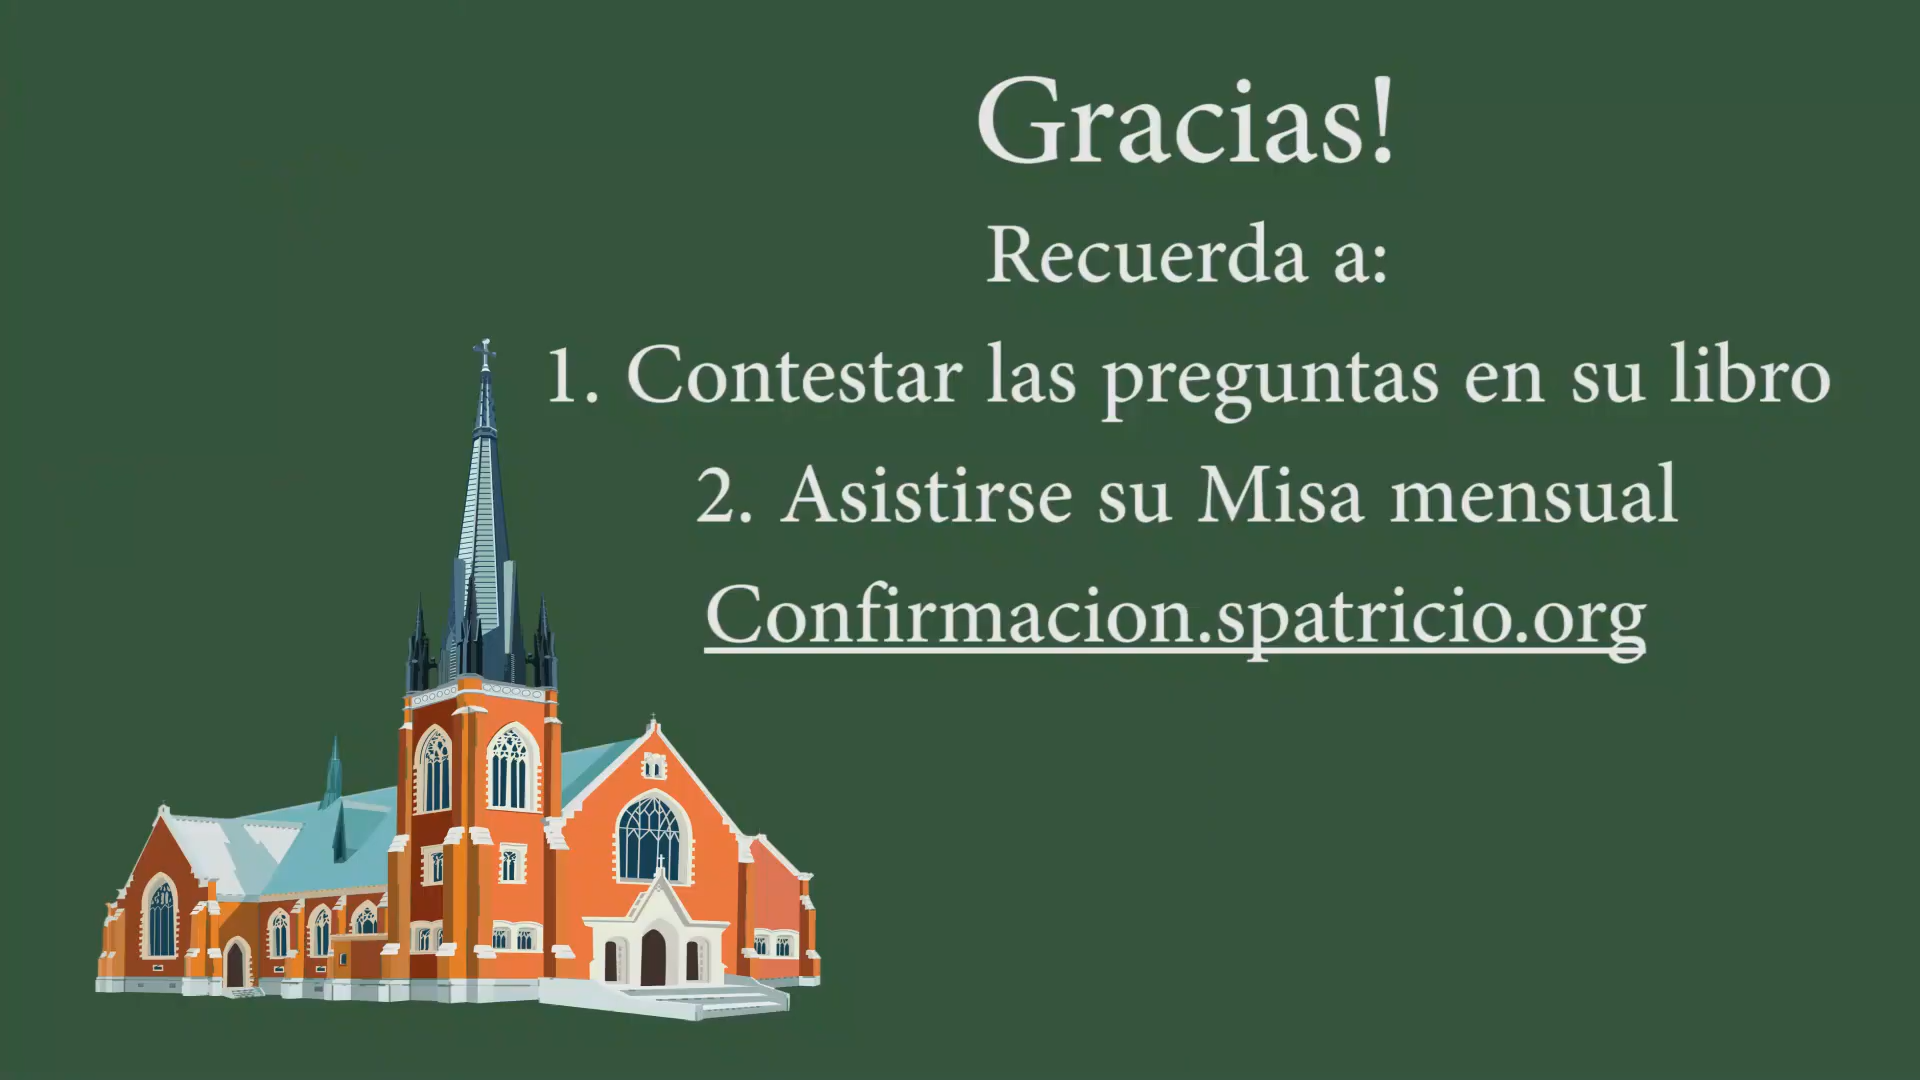 Gracias!
Recuerda a:
1. Contestar las preguntas en su libro
2. Asistirse su Misa mensual
Confirmacion.spatricio.org